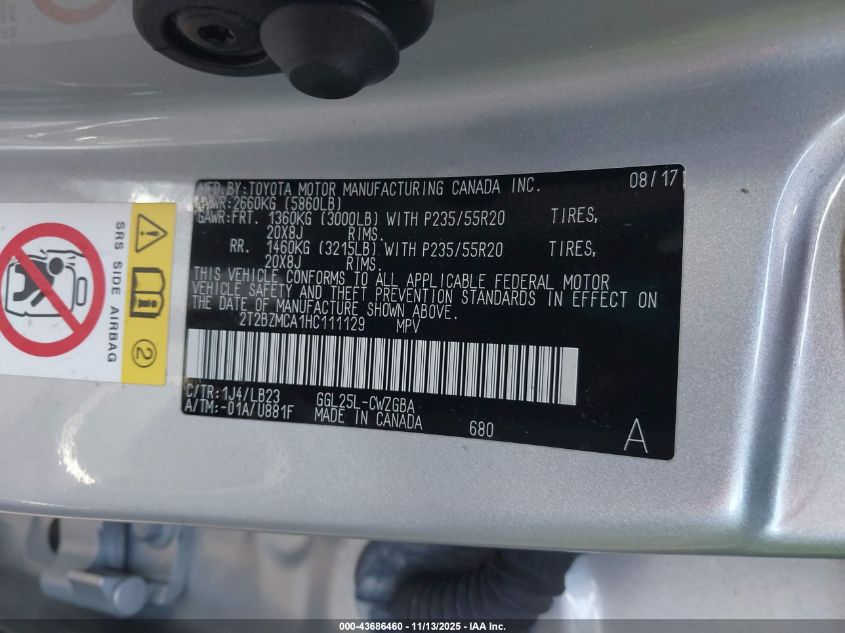 MFD.BY:TOYOTA MOTOR MANUFACTURING CANADA INC. 08/17
GVWR:2660KG (5860LB)
GAWR:FRT. 1360KG (3000LB) WITH P235/55R20 TIRES,
20X8J RIMS.
RR. 1460KG (3215LB) WITH P235/55R20 TIRES,
20X8J RIMS.
THIS VEHICLE CONFORMS TO ALL APPLICABLE FEDERAL MOTOR
VEHICLE SAFETY AND THEFT PREVENTION STANDARDS IN EFFECT ON
THE DATE OF MANUFACTURE SHOWN ABOVE.
2T2BZMCA1HC111129 MPV
C/TR:1J4/LB23 GGL25L-CWZGBA
A/TM:-01A/U881F MADE IN CANADA 680 A
SRS SIDE AIRBAG
2
000-43686460 - 11/13/2025 - IAA Inc.